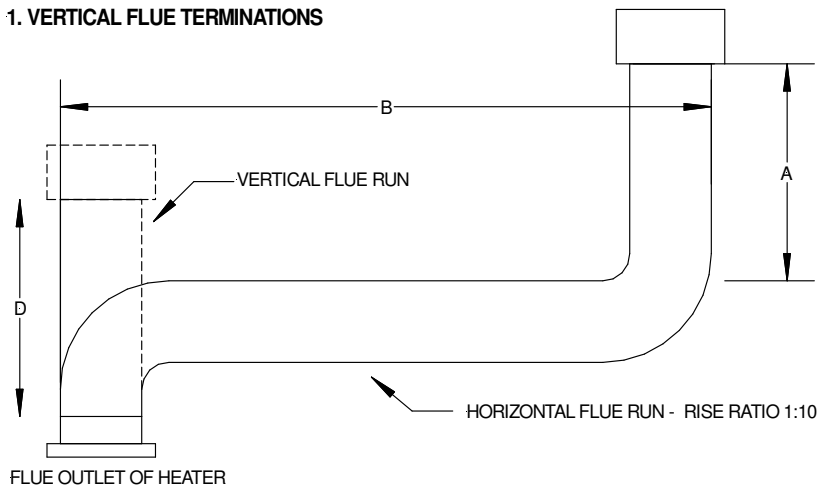 1. VERTICAL FLUE TERMINATIONS
B
A
VERTICAL FLUE RUN
D
HORIZONTAL FLUE RUN - RISE RATIO 1:10
FLUE OUTLET OF HEATER